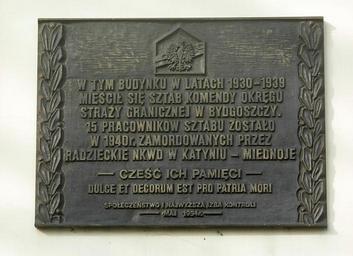 W TYM BUDYNKU W LATACH 1930-1939
MIEŚCIŁ SIĘ SZTAB KOMENDY OKRĘGU
STRAŻY GRANICZNEJ W BYDGOSZCZY.
15 PRACOWNIKÓW SZTABU ZOSTAŁO
W 1940r. ZAMORDOWANYCH PRZEZ
RADZIECKIE NKWD W KATYNIU - MIEDNOJE
— CZEŚĆ ICH PAMIĘCI —
DULCE ET DECORUM EST PRO PATRIA MORI
SPOŁECZEŃSTWO I NAJWYŻSZA IZBA KONTROLI
— MAJ 1994r. —